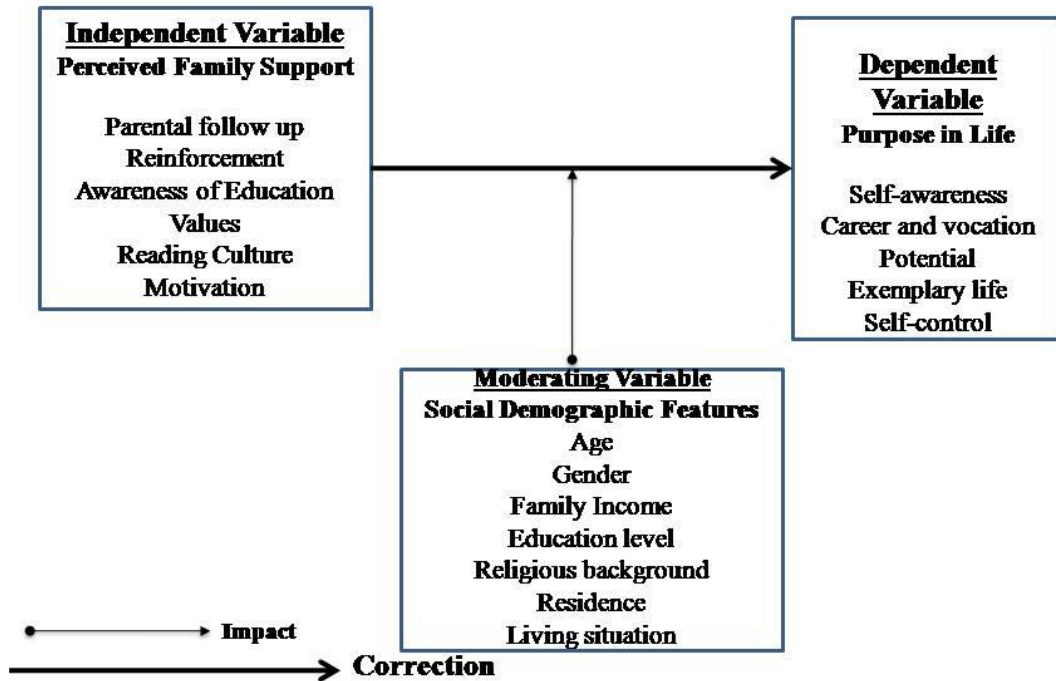 Independent Variable
Perceived Family Support
Parental follow up
Reinforcement
Awareness of Education
Values
Reading Culture
Motivation
Dependent
Variable
Purpose in Life
Self-awareness
Career and vocation
Potential
Exemplary life
Self-control
Moderating Variable
Social Demographic Features
Age
Gender
Family Income
Education level
Religious background
Residence
Living situation
Impact
Correction